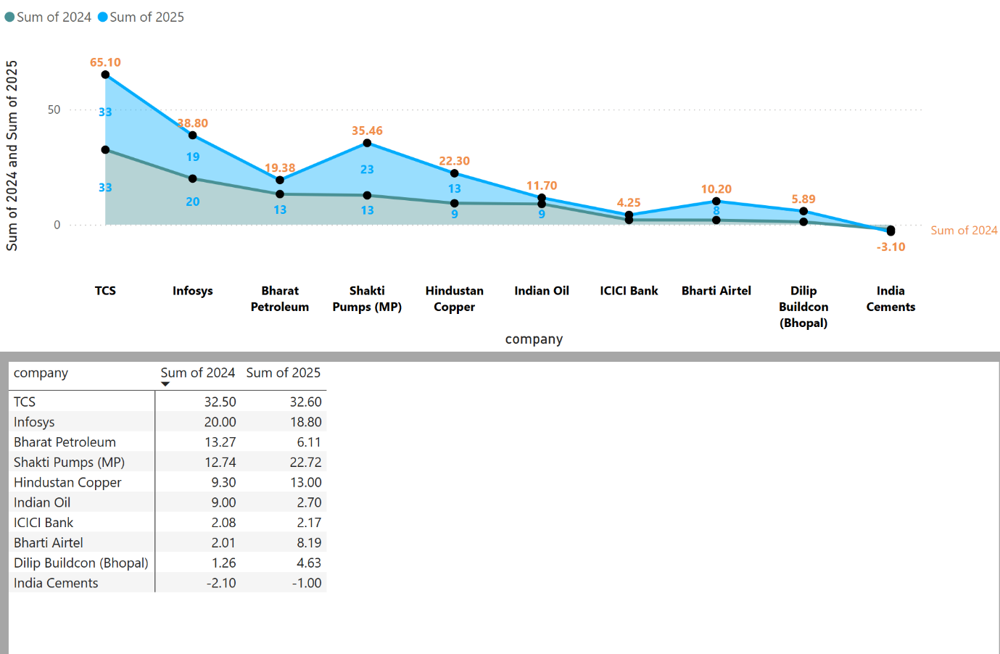 Sum of 2024 Sum of 2025
Sum of 2024 and Sum of 2025
65.10
50
33
38.80
35.46
19
19.38
23
22.30
33
20
13
13
13
9
11.70
9
4.25
10.20
8
5.89
0
Sum of 2024
-3.10
TCS
Infosys
Bharat
Petroleum
Shakti
Pumps (MP)
Hindustan
Copper
Indian Oil
ICICI Bank
Bharti Airtel
Dilip
Buildcon
(Bhopal)
India
Cements
company
company Sum of 2024 Sum of 2025
TCS 32.50 32.60
Infosys 20.00 18.80
Bharat Petroleum 13.27 6.11
Shakti Pumps (MP) 12.74 22.72
Hindustan Copper 9.30 13.00
Indian Oil 9.00 2.70
ICICI Bank 2.08 2.17
Bharti Airtel 2.01 8.19
Dilip Buildcon (Bhopal) 1.26 4.63
India Cements -2.10 -1.00